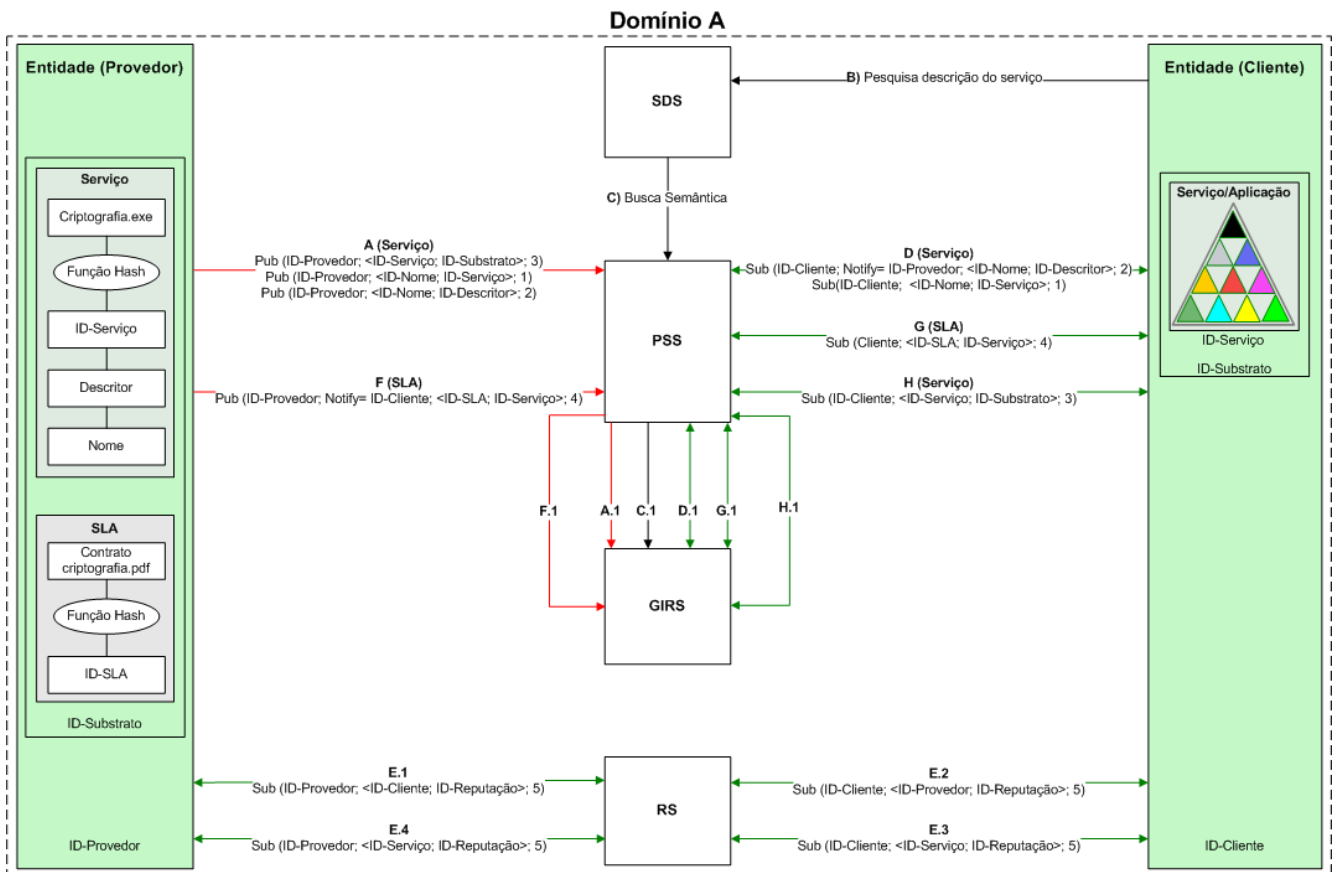 Domínio A
Entidade (Provedor)
Serviço
Criptografia.exe
Função Hash
ID-Serviço
Descritor
Nome
SLA
Contrato
criptografia.pdf
Função Hash
ID-SLA
ID-Substrato
ID-Provedor
A (Serviço)
Pub (ID-Provedor; <ID-Serviço; ID-Substrato>; 3)
Pub (ID-Provedor; <ID-Nome; ID-Serviço>; 1)
Pub (ID-Provedor; <ID-Nome; ID-Descritor>; 2)
F (SLA)
Pub (ID-Provedor; Notify= ID-Cliente; <ID-SLA; ID-Serviço>; 4)
SDS
B) Pesquisa descrição do serviço
C) Busca Semântica
PSS
D (Serviço)
Sub (ID-Cliente; Notify= ID-Provedor; <ID-Nome; ID-Descritor>; 2)
Sub(ID-Cliente;  <ID-Nome; ID-Serviço>; 1)
G (SLA)
Sub (Cliente; <ID-SLA; ID-Serviço>; 4)
H (Serviço)
Sub (ID-Cliente; <ID-Serviço; ID-Substrato>; 3)
F.1
A.1
C.1
D.1
G.1
H.1
GIRS
E.1
Sub (ID-Provedor; <ID-Cliente; ID-Reputação>; 5)
E.4
Sub (ID-Provedor; <ID-Serviço; ID-Reputação>; 5)
RS
E.2
Sub (ID-Cliente; <ID-Provedor; ID-Reputação>; 5)
E.3
Sub (ID-Cliente; <ID-Serviço; ID-Reputação>; 5)
Entidade (Cliente)
Serviço/Aplicação
ID-Serviço
ID-Substrato
ID-Cliente